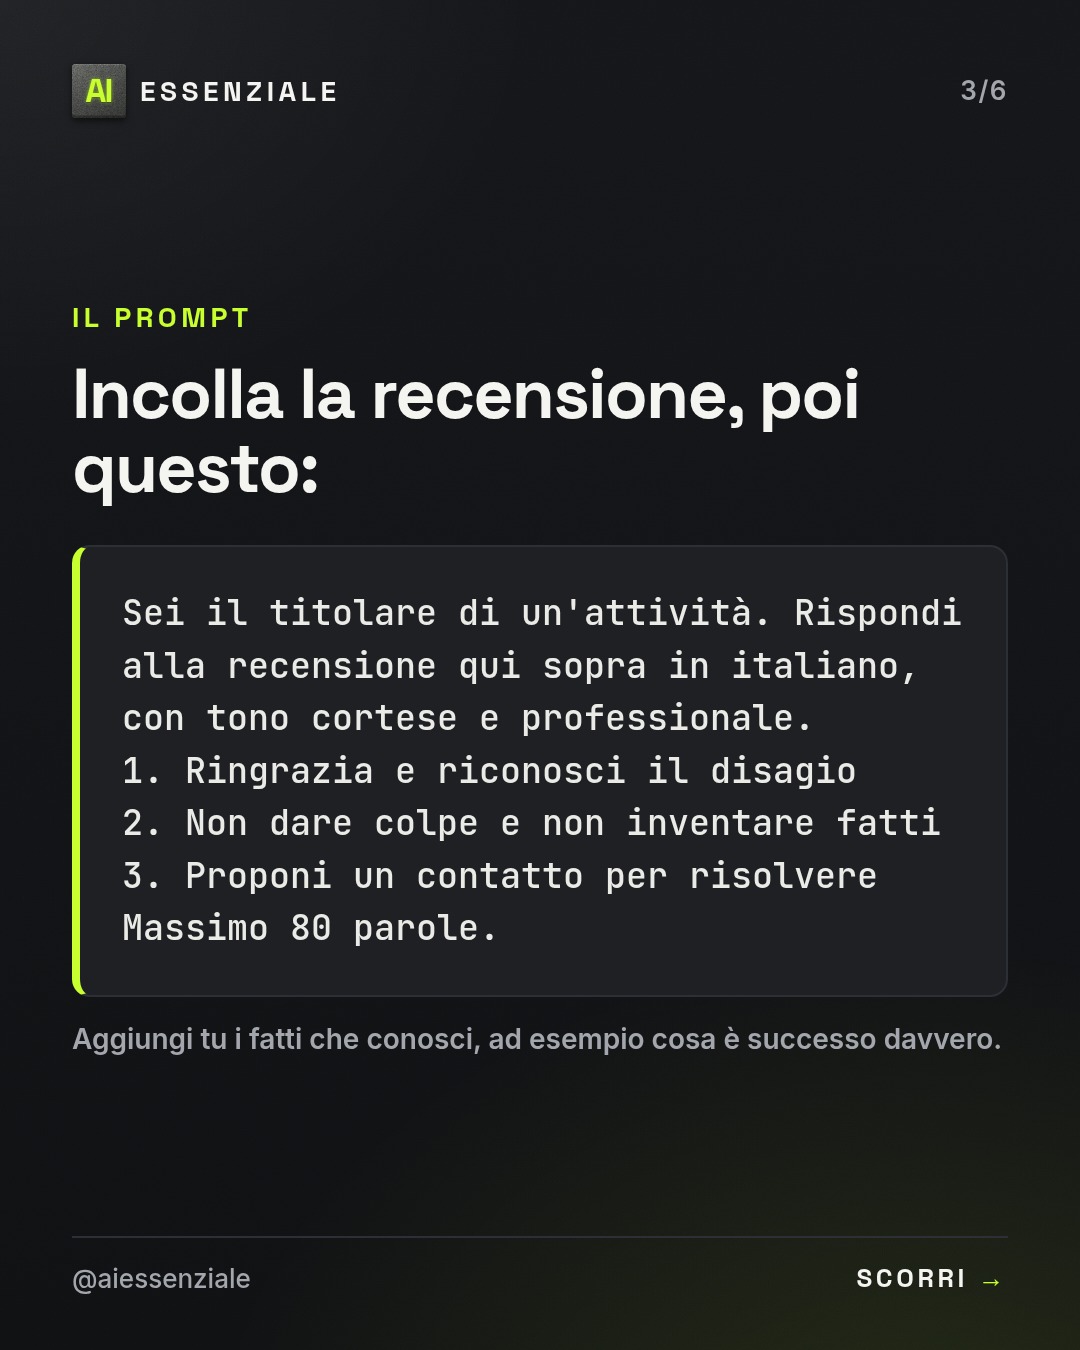 AI ESSENZIALE
3/6
IL PROMPT
Incolla la recensione, poi
questo:
Sei il titolare di un'attività. Rispondi
alla recensione qui sopra in italiano,
con tono cortese e professionale.
1. Ringrazia e riconosci il disagio
2. Non dare colpe e non inventare fatti
3. Proponi un contatto per risolvere
Massimo 80 parole.
Aggiungi tu i fatti che conosci, ad esempio cosa è successo davvero.
@aiessenziale
SCORRI →